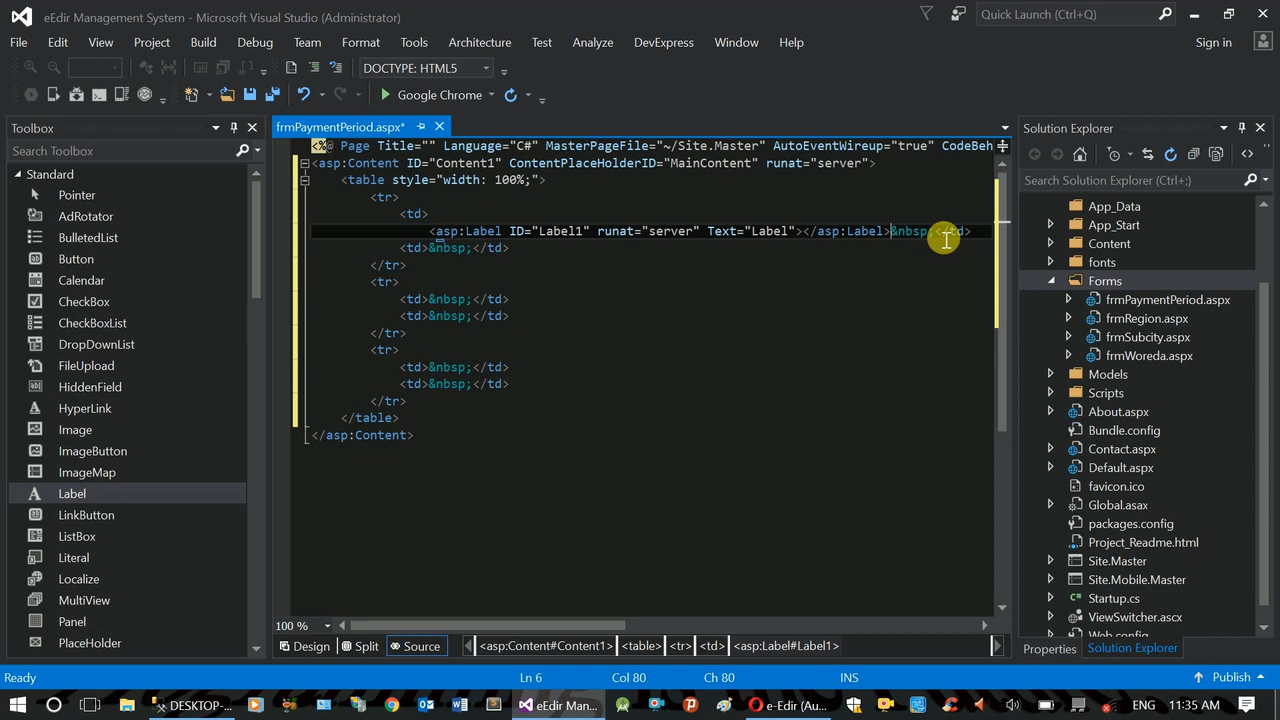 eEdir Management System - Microsoft Visual Studio (Administrator)
Quick Launch (Ctrl+Q)
File Edit View Project Build Debug Team Format Tools Architecture Test Analyze DevExpress Window Help
Sign in
DOCTYPE: HTML5
Google Chrome
Toolbox
Search Toolbox
Standard
Pointer
AdRotator
BulletedList
Button
Calendar
CheckBox
CheckBoxList
DropDownList
FileUpload
HiddenField
HyperLink
Image
ImageButton
ImageMap
Label
LinkButton
ListBox
Literal
Localize
MultiView
Panel
PlaceHolder
frmPaymentPeriod.aspx*
<%@ Page Title="" Language="C#" MasterPageFile="~/Site.Master" AutoEventWireup="true" CodeBeh
<asp:Content ID="Content1" ContentPlaceHolderID="MainContent" runat="server">
<table style="width: 100%;">
<tr>
<td>
<asp:Label ID="Label1" runat="server" Text="Label"></asp:Label>&nbsp;</td>
<td>&nbsp;</td>
</tr>
<tr>
<td>&nbsp;</td>
<td>&nbsp;</td>
</tr>
<tr>
<td>&nbsp;</td>
<td>&nbsp;</td>
</tr>
</table>
</asp:Content>
100 %
Design Split Source <asp:Content#Content1> <table> <tr> <td> <asp:Label#Label1>
Solution Explorer
Search Solution Explorer (Ctrl+;)
App_Data
App_Start
Content
fonts
Forms
frmPaymentPeriod.aspx
frmRegion.aspx
frmSubcity.aspx
frmWoreda.aspx
Models
Scripts
About.aspx
Bundle.config
Contact.aspx
Default.aspx
favicon.ico
Global.asax
packages.config
Project_Readme.html
Site.Master
Site.Mobile.Master
Startup.cs
ViewSwitcher.ascx
Web.config
Properties Solution Explorer
Ready Ln 6 Col 80 Ch 80 INS Publish
DESKTOP-... eEdir Man... e-Edir (Au... ENG 11:35 AM